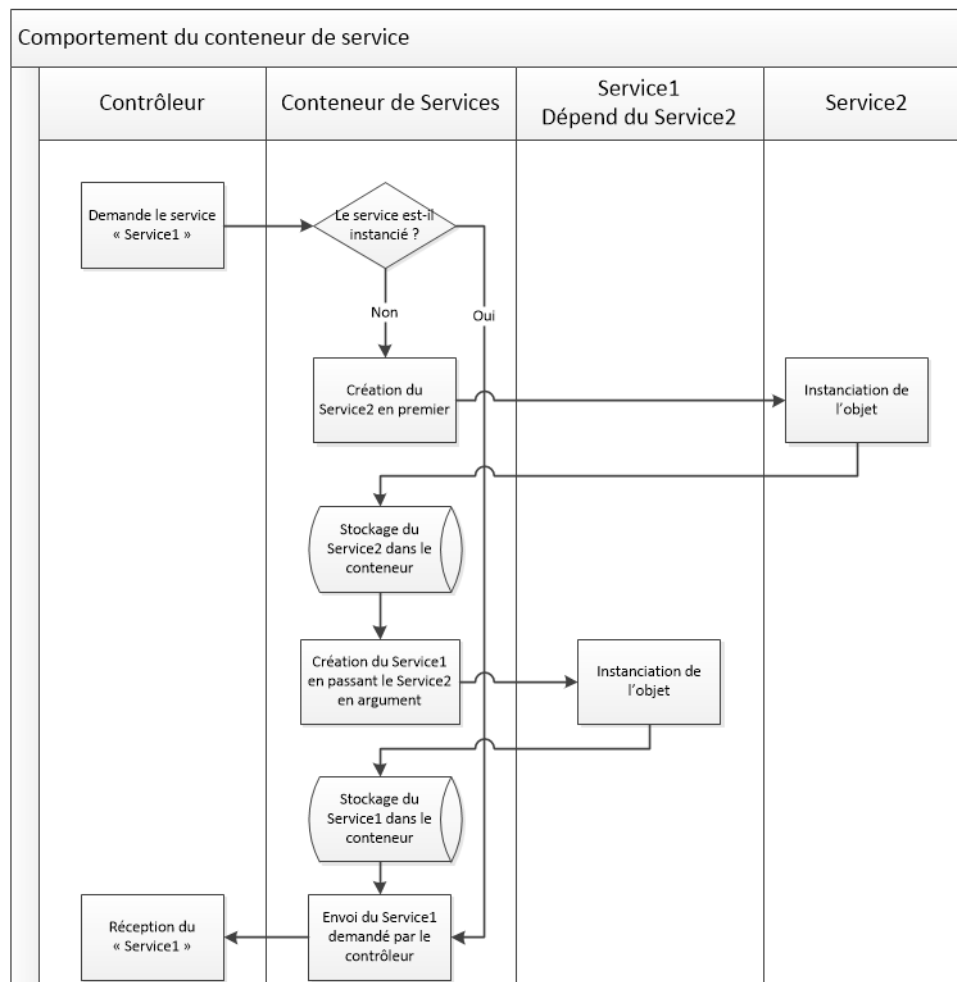 Comportement du conteneur de service
Contrôleur
Conteneur de Services
Service1
Dépend du Service2
Service2
Demande le service
« Service1 »
Le service est-il
instancié ?
Non
Oui
Création du
Service2 en premier
Instanciation de
l'objet
Stockage du
Service2 dans le
conteneur
Création du Service1
en passant le Service2
en argument
Instanciation de
l'objet
Stockage du
Service1 dans le
conteneur
Réception du
« Service1 »
Envoi du Service1
demandé par le
contrôleur